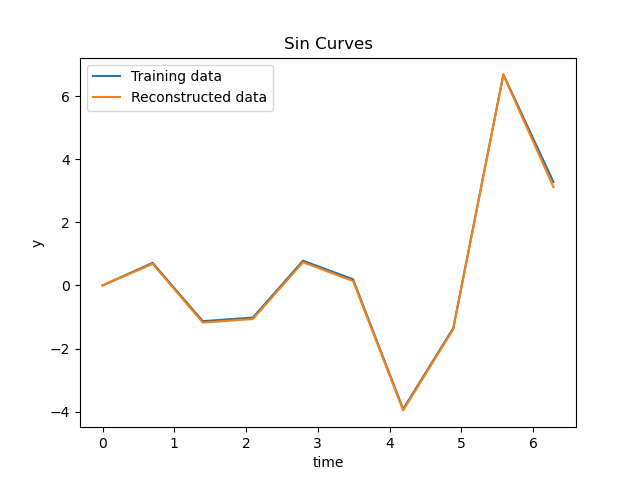 Sin Curves
Training data
Reconstructed data
6
4
2
0
−2
−4
y
0 1 2 3 4 5 6
time